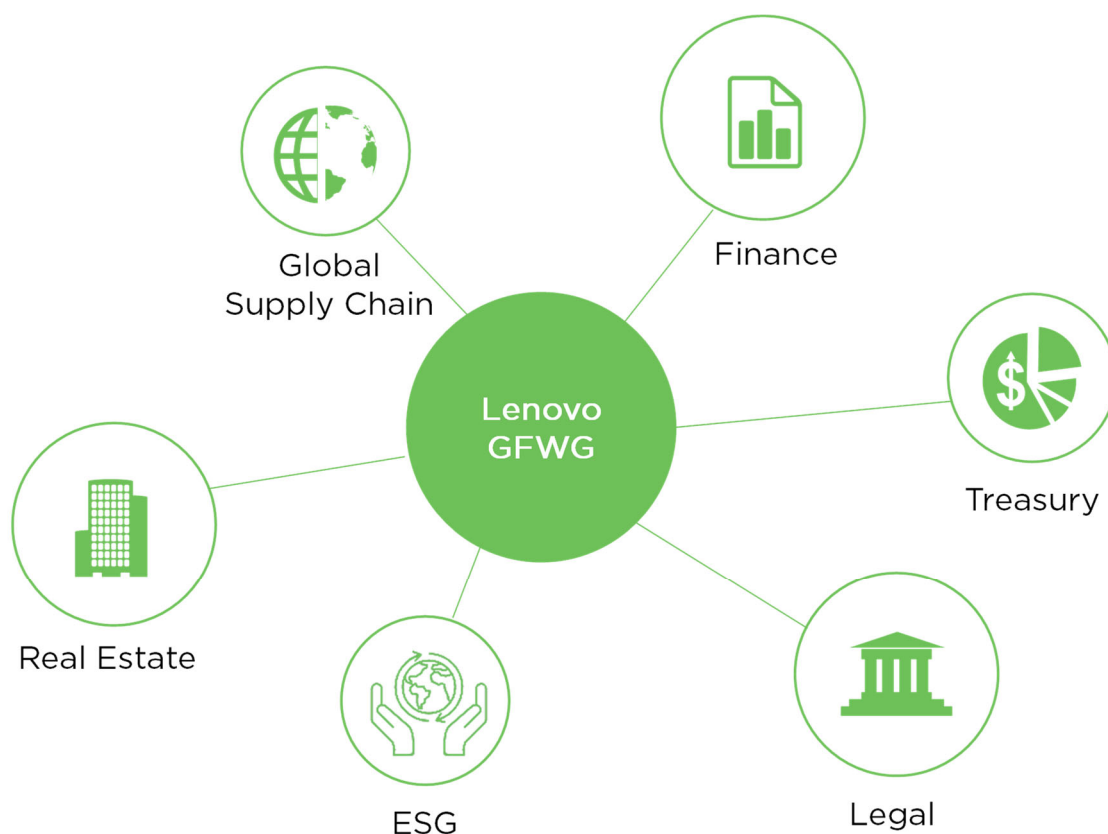 Finance
Global
Supply Chain
Lenovo
GFWG
Treasury
Real Estate
ESG
Legal